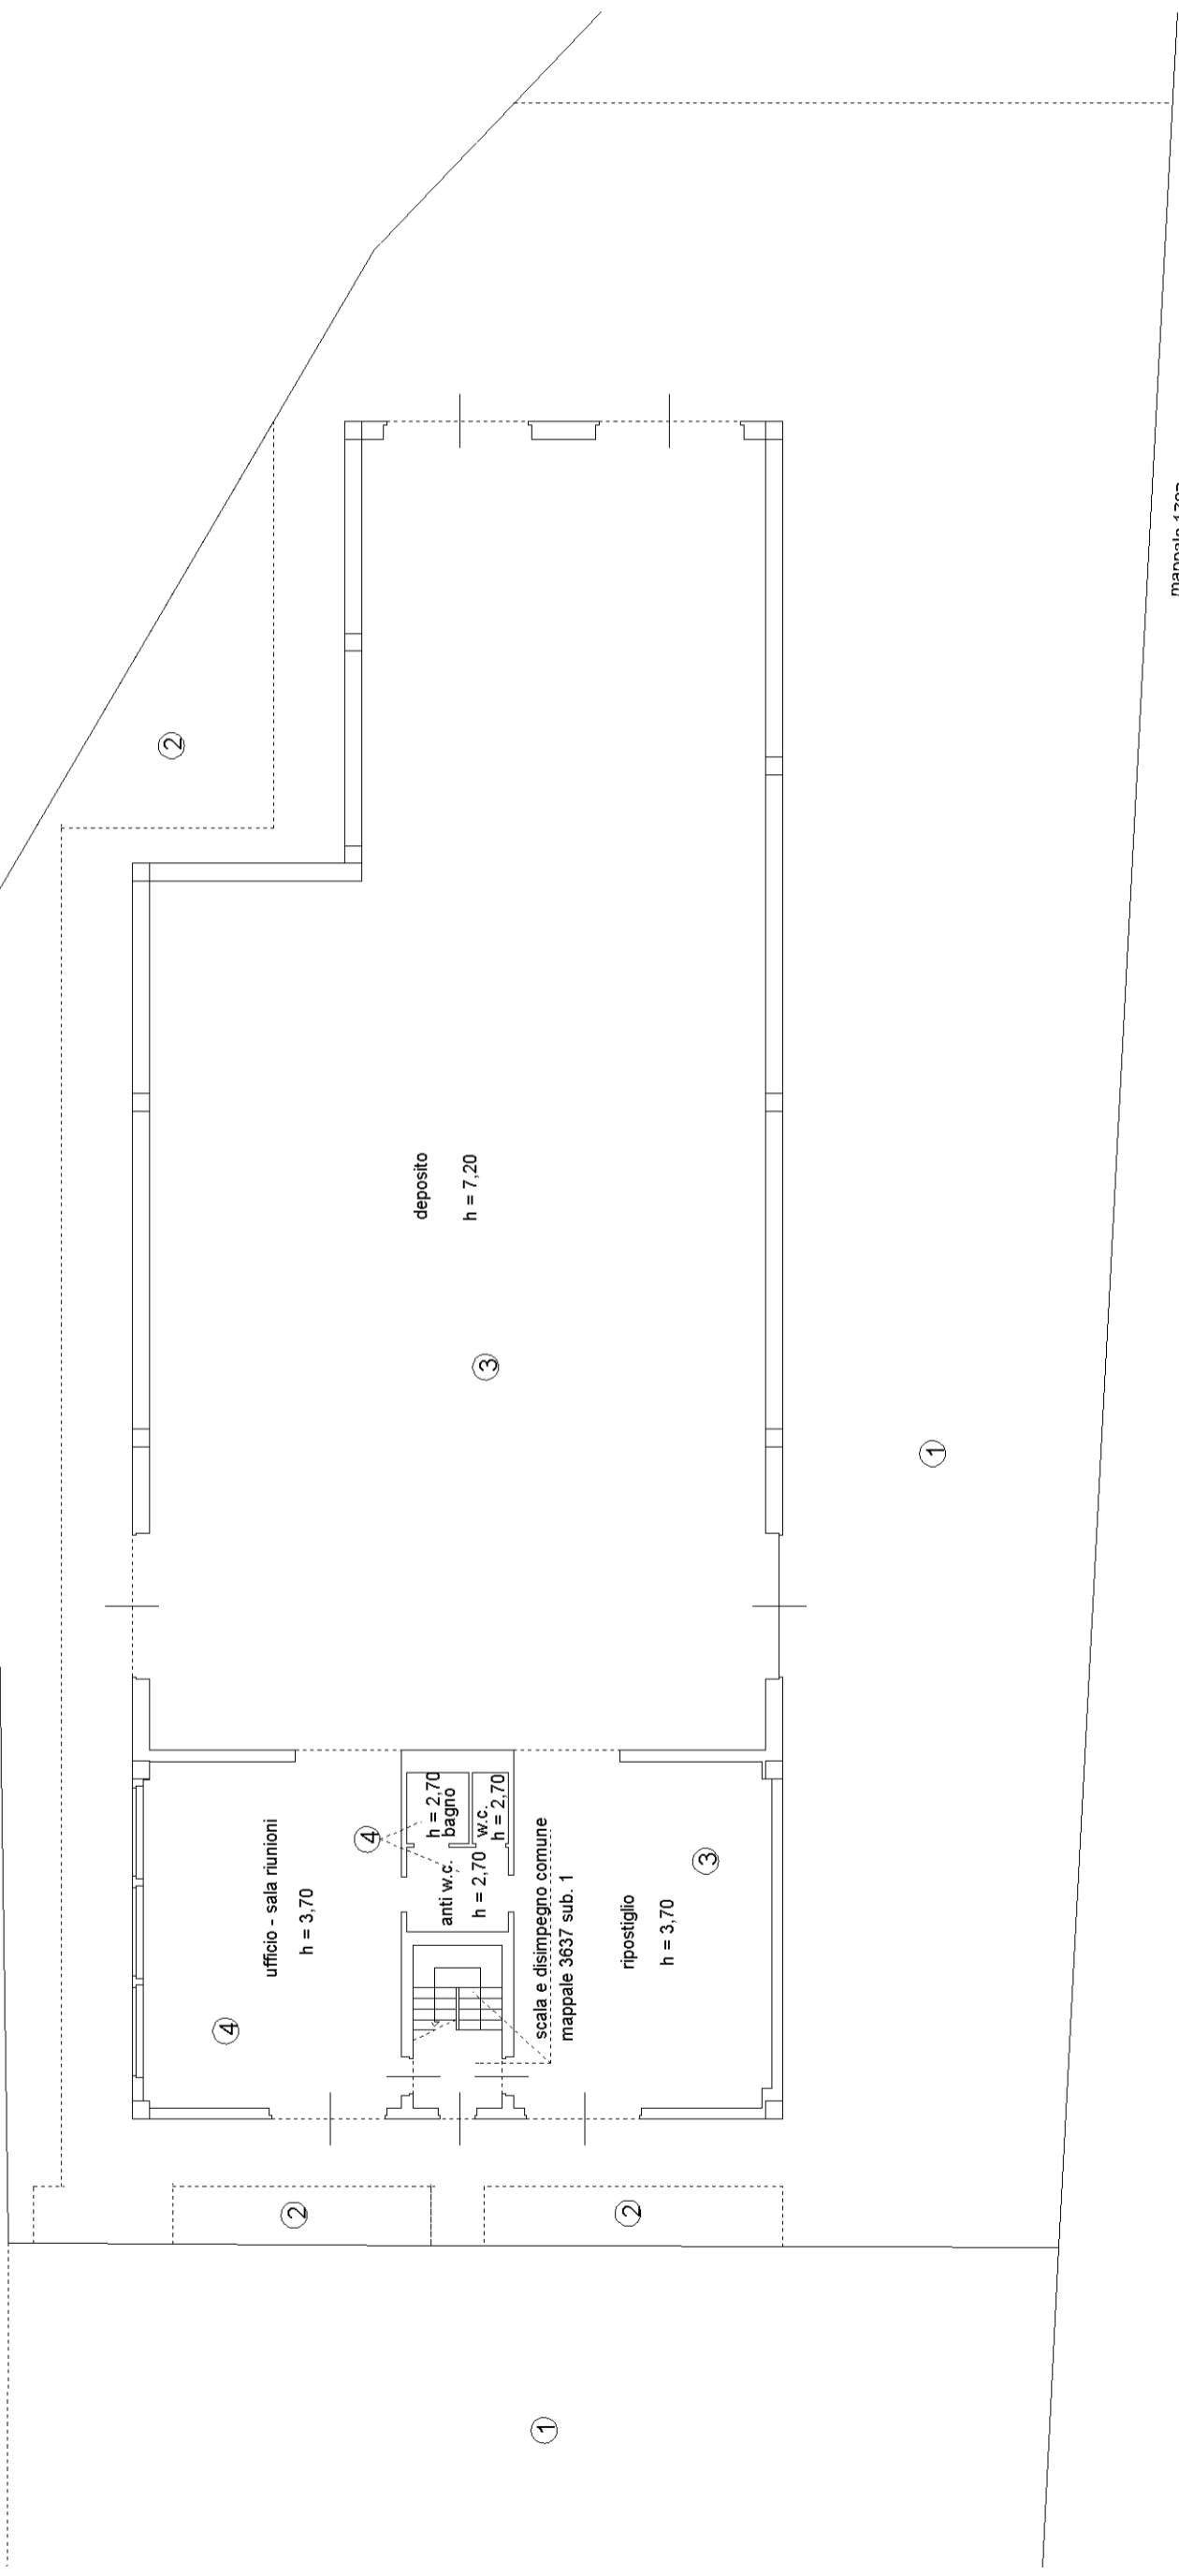 2
mappale
deposito
h = 7,20
3
1
ufficio - sala riunioni
h = 3,70
4
4
h = 2,70
bagno
w.c.
h = 2,70
anti w.c.
h = 2,70
scala e disimpegno comune
mappale 3637 sub. 1
ripostiglio
h = 3,70
3
2
2
1